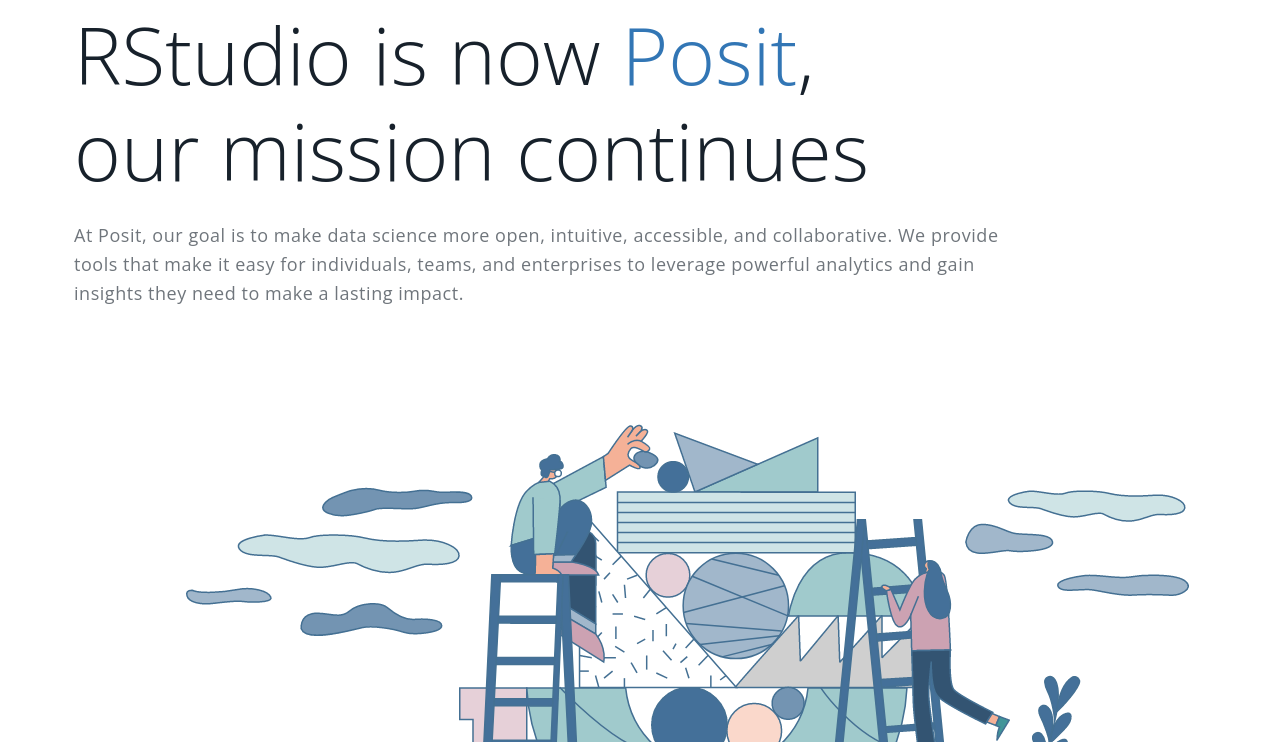 RStudio is now Posit,
our mission continues
At Posit, our goal is to make data science more open, intuitive, accessible, and collaborative. We provide
tools that make it easy for individuals, teams, and enterprises to leverage powerful analytics and gain
insights they need to make a lasting impact.